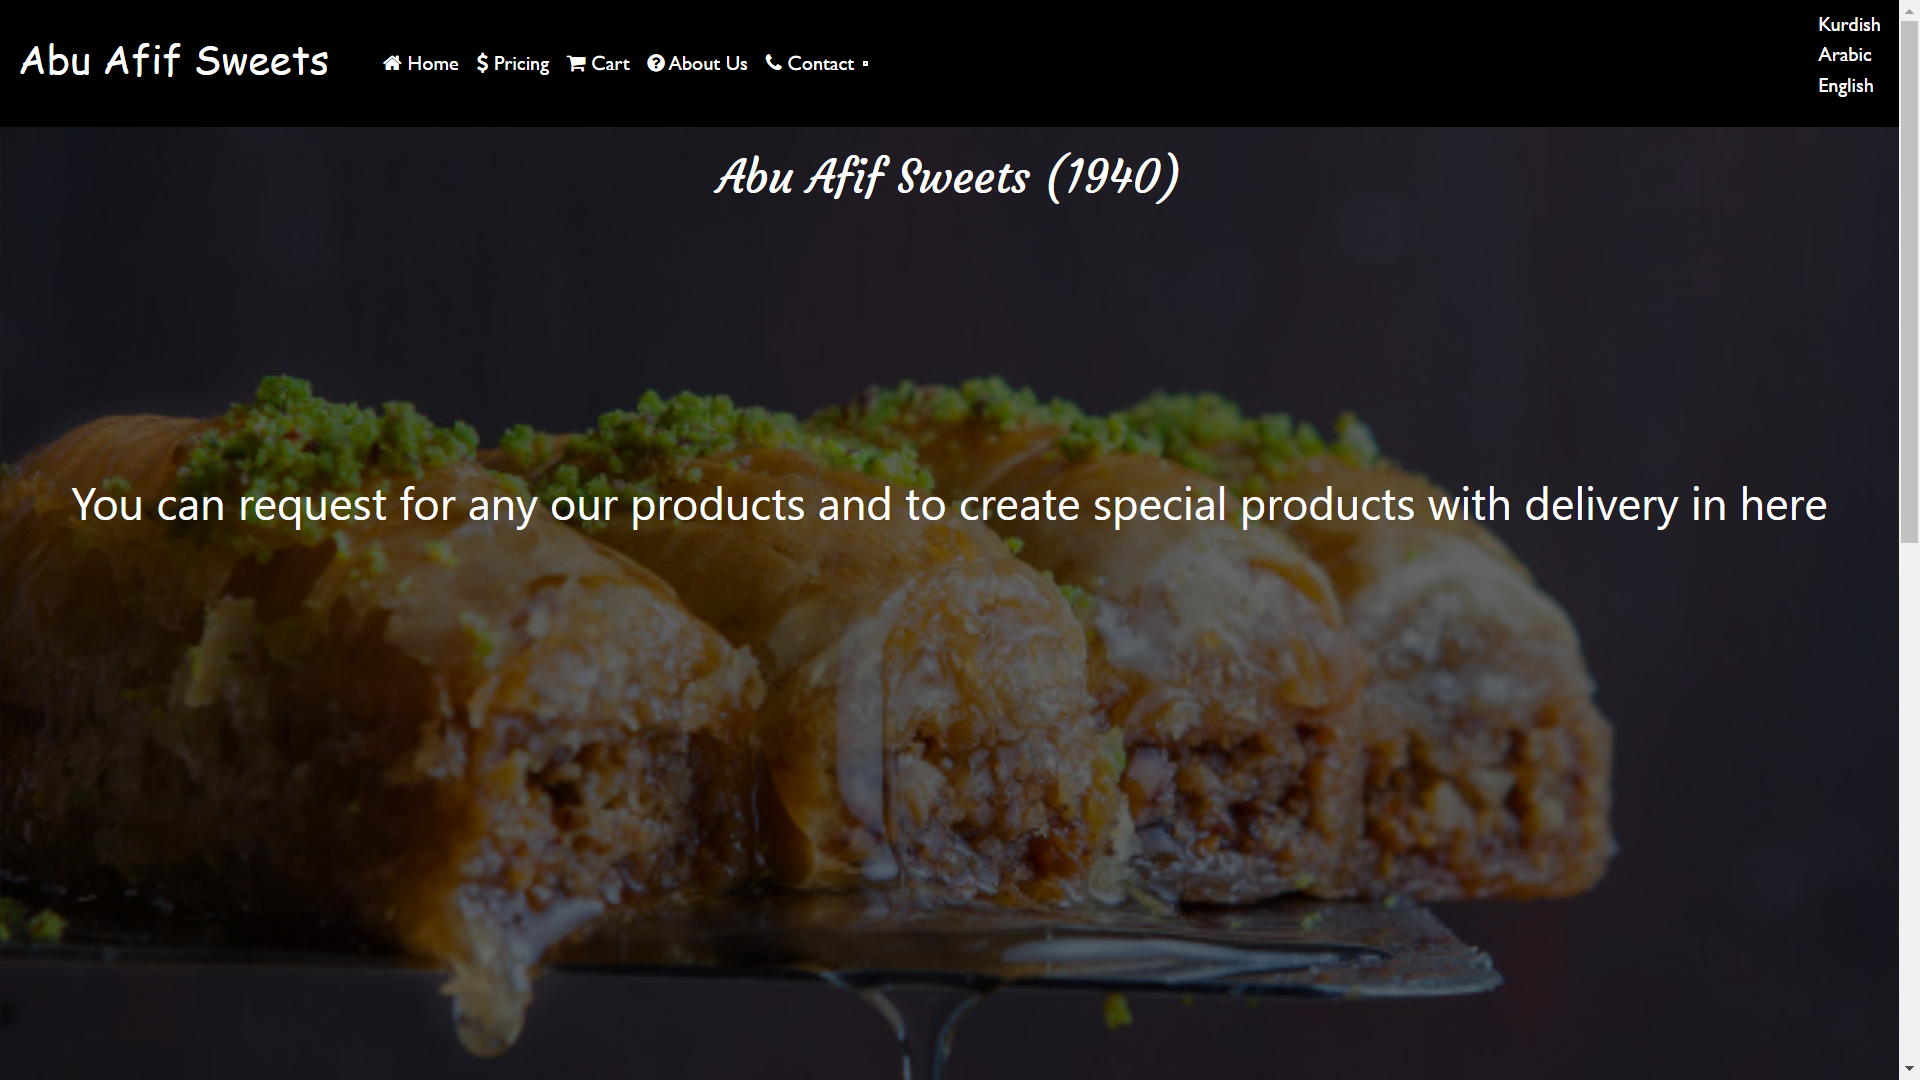 Abu Afif Sweets
Home
$ Pricing
Cart
About Us
Contact
Kurdish
Arabic
English
Abu Afif Sweets (1940)
You can request for any our products and to create special products with delivery in here